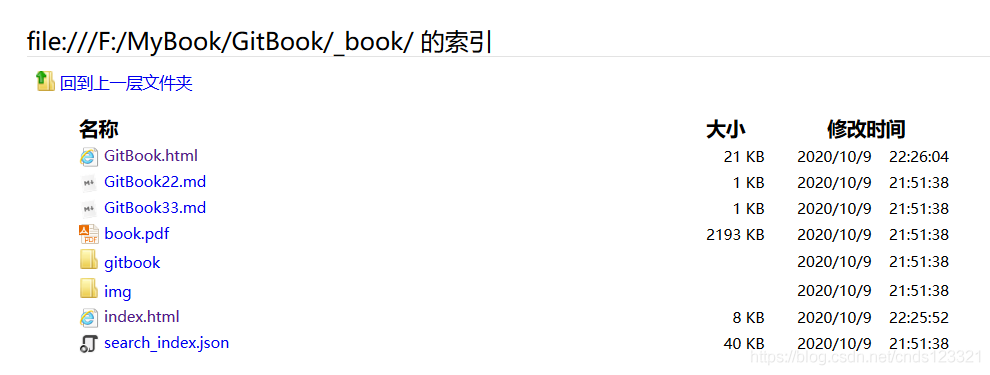 file:///F:/MyBook/GitBook/_book/ 的索引
回到上一层文件夹
名称 大小 修改时间
GitBook.html 21 KB 2020/10/9 22:26:04
GitBook22.md 1 KB 2020/10/9 21:51:38
GitBook33.md 1 KB 2020/10/9 21:51:38
book.pdf 2193 KB 2020/10/9 21:51:38
gitbook 2020/10/9 21:51:38
img 2020/10/9 21:51:38
index.html 8 KB 2020/10/9 22:25:52
search_index.json 40 KB 2020/10/9 21:51:38
https://blog.csdn.net/cnds123321